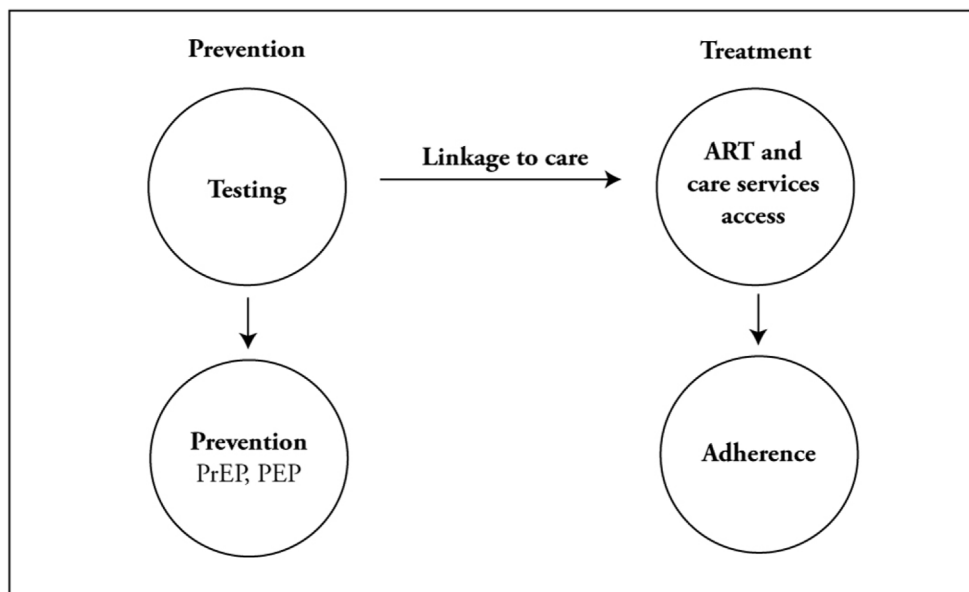 Prevention
Treatment
Testing
Linkage to care
ART and
care services
access
Prevention
PrEP, PEP
Adherence